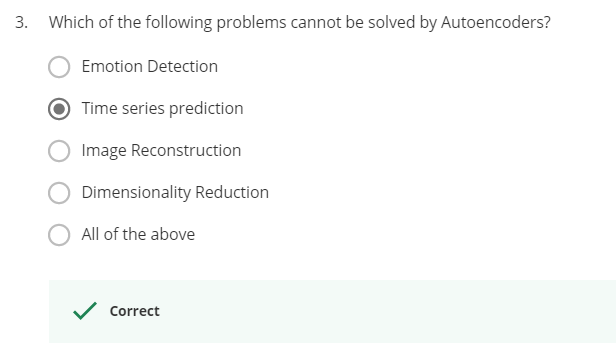 3. Which of the following problems cannot be solved by Autoencoders?
Emotion Detection
Time series prediction
Image Reconstruction
Dimensionality Reduction
All of the above
Correct